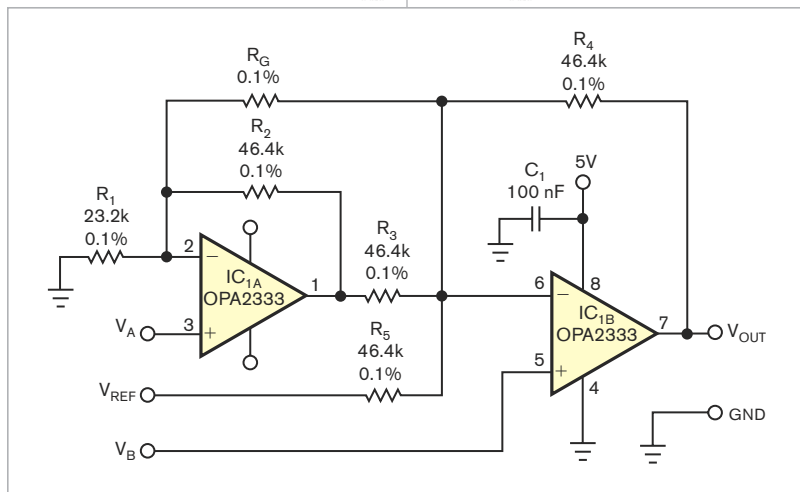 R4
46.4k
0.1%
RG
0.1%
R2
46.4k
0.1%
C1
100 nF
5V
R1
23.2k
0.1%
R3
46.4k
0.1%
2
−
IC1A
OPA2333
1
VA
3
+
6
−
8
IC1B
OPA2333
7
VOUT
5
+
4
R5
46.4k
0.1%
VREF
GND
VB